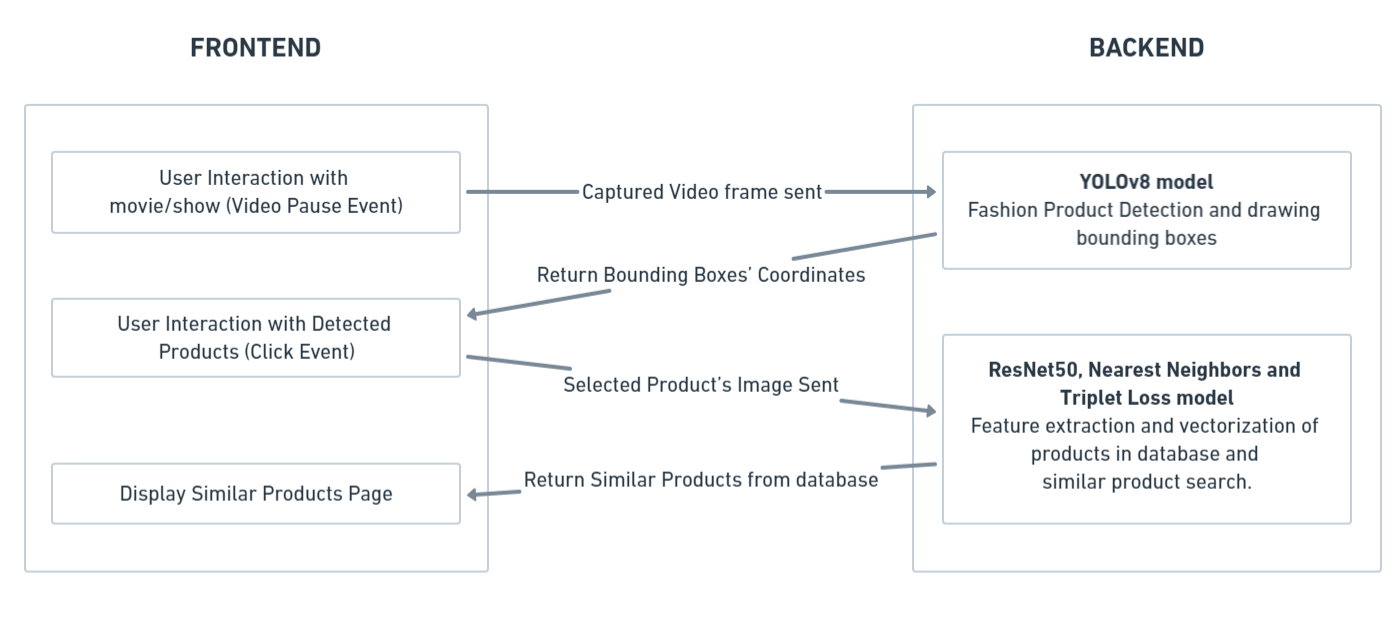 FRONTEND
BACKEND
User Interaction with
movie/show (Video Pause Event)
Captured Video frame sent
YOLOv8 model
Fashion Product Detection and drawing
bounding boxes
Return Bounding Boxes’ Coordinates
User Interaction with Detected
Products (Click Event)
Selected Product’s Image Sent
ResNet50, Nearest Neighbors and
Triplet Loss model
Feature extraction and vectorization of
products in database and
similar product search.
Return Similar Products from database
Display Similar Products Page